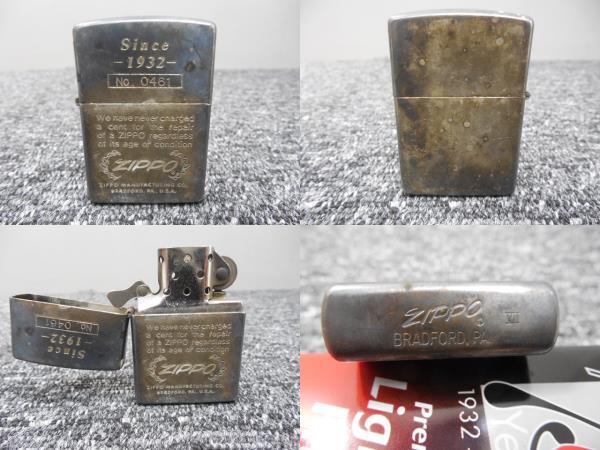 Since
-1932-
No. 0461
We have never charged
a cent for the repair
of a ZIPPO regardless
of its age of condition
ZIPPO
ZIPPO MANUFACTURING CO.
BRADFORD, PA. U.S.A.
Since
-1932-
No. 0461
We have never charged
a cent for the repair
of a ZIPPO regardless
of its age of condition
ZIPPO
ZIPPO MANUFACTURING CO.
BRADFORD, PA. U.S.A.
ZIPPO XII
BRADFORD, PA.
1932